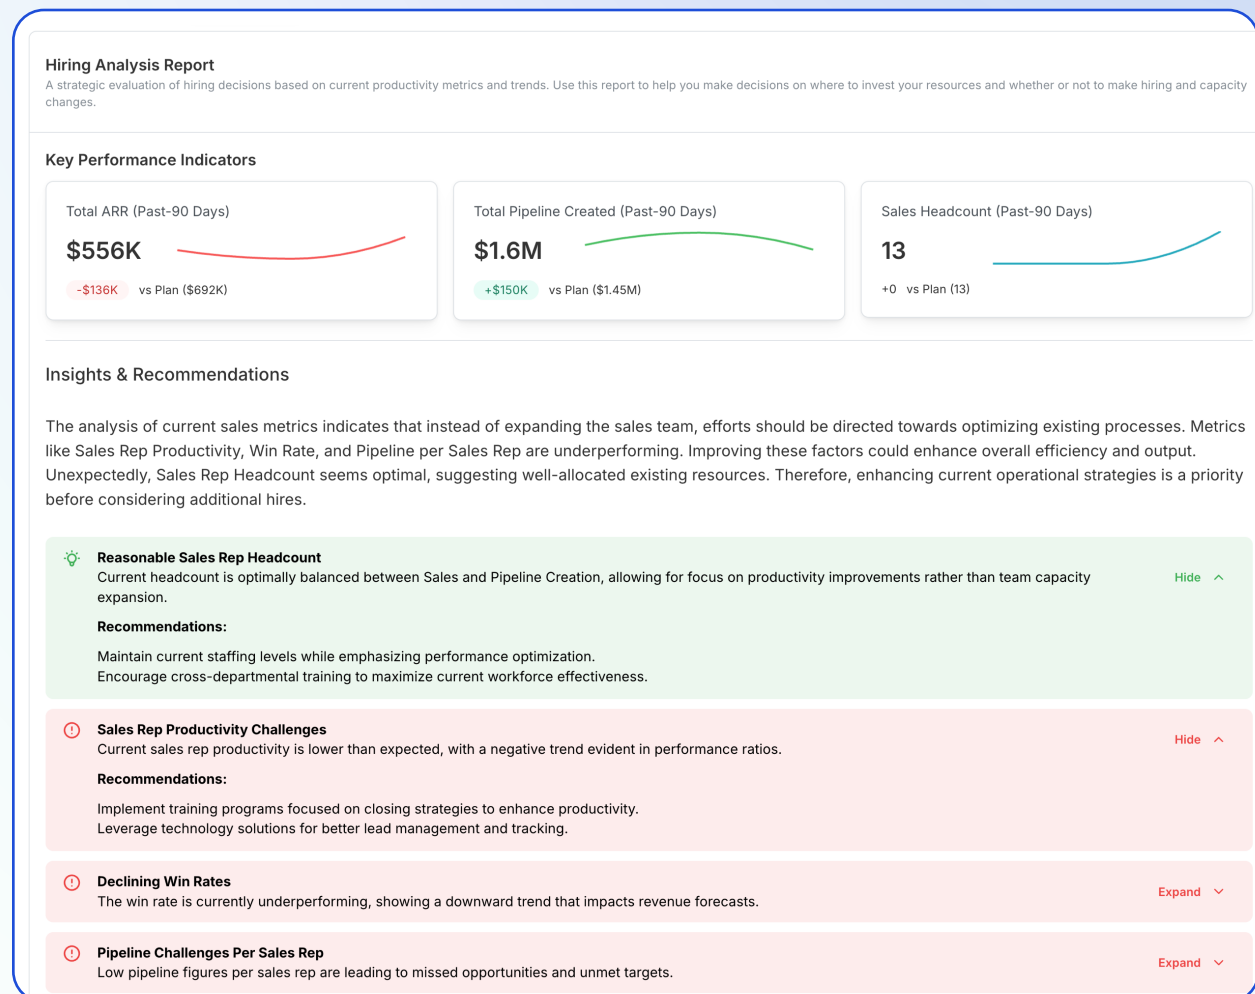 Hiring Analysis Report
A strategic evaluation of hiring decisions based on current productivity metrics and trends. Use this report to help you make decisions on where to invest your resources and whether or not to make hiring and capacity
changes.
Key Performance Indicators
Total ARR (Past-90 Days)
$556K
-$136K vs Plan ($692K)
Total Pipeline Created (Past-90 Days)
$1.6M
+$150K vs Plan ($1.45M)
Sales Headcount (Past-90 Days)
13
+0 vs Plan (13)
Insights & Recommendations
The analysis of current sales metrics indicates that instead of expanding the sales team, efforts should be directed towards optimizing existing processes. Metrics
like Sales Rep Productivity, Win Rate, and Pipeline per Sales Rep are underperforming. Improving these factors could enhance overall efficiency and output.
Unexpectedly, Sales Rep Headcount seems optimal, suggesting well-allocated existing resources. Therefore, enhancing current operational strategies is a priority
before considering additional hires.
Reasonable Sales Rep Headcount
Current headcount is optimally balanced between Sales and Pipeline Creation, allowing for focus on productivity improvements rather than team capacity
expansion.
Hide
Recommendations:
Maintain current staffing levels while emphasizing performance optimization.
Encourage cross-departmental training to maximize current workforce effectiveness.
Sales Rep Productivity Challenges
Current sales rep productivity is lower than expected, with a negative trend evident in performance ratios.
Hide
Recommendations:
Implement training programs focused on closing strategies to enhance productivity.
Leverage technology solutions for better lead management and tracking.
Declining Win Rates
The win rate is currently underperforming, showing a downward trend that impacts revenue forecasts.
Expand
Pipeline Challenges Per Sales Rep
Low pipeline figures per sales rep are leading to missed opportunities and unmet targets.
Expand